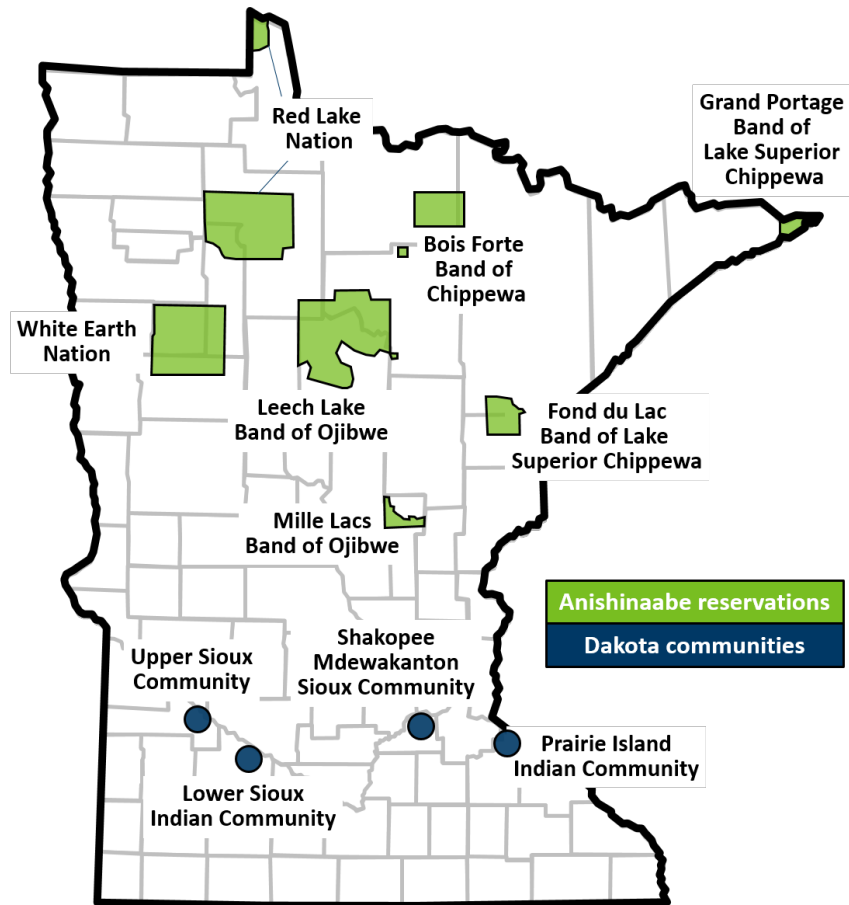 Red Lake
Nation
Grand Portage
Band of
Lake Superior
Chippewa
Bois Forte
Band of
Chippewa
White Earth
Nation
Leech Lake
Band of Ojibwe
Fond du Lac
Band of Lake
Superior Chippewa
Mille Lacs
Band of Ojibwe
Anishinaabe reservations
Dakota communities
Upper Sioux
Community
Shakopee
Mdewakanton
Sioux Community
Prairie Island
Indian Community
Lower Sioux
Indian Community